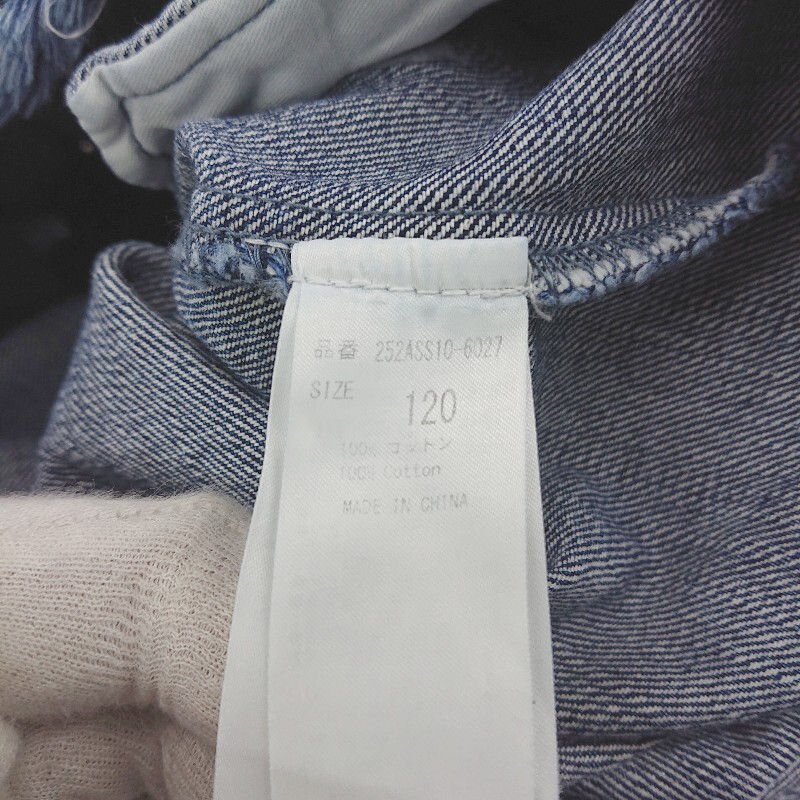 品番 252ASS10-6027
SIZE 120
100% コットン
100% Cotton
MADE IN CHINA